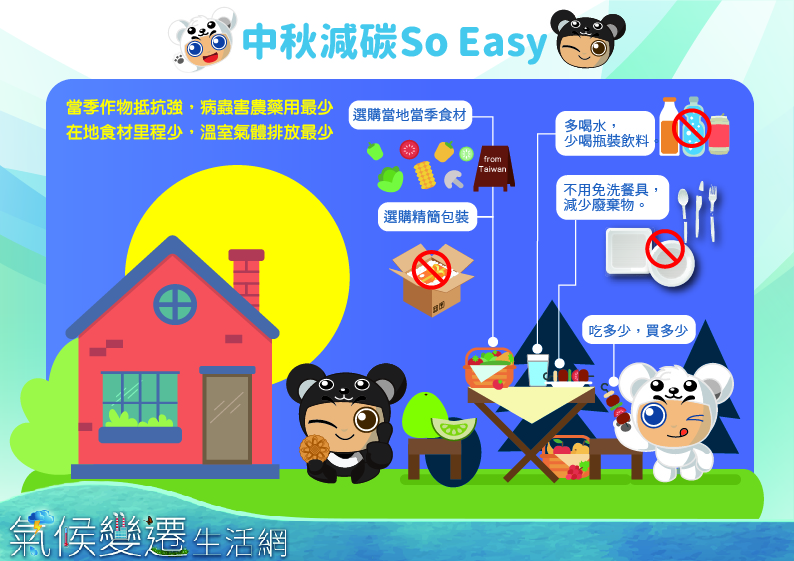 中秋減碳So Easy
當季作物抵抗強，病蟲害農藥用最少
在地食材里程少，溫室氣體排放最少
選購當地當季食材
from
Taiwan
選購精簡包裝
多喝水，
少喝瓶裝飲料。
不用免洗餐具，
減少廢棄物。
吃多少，買多少
氣候變遷生活網